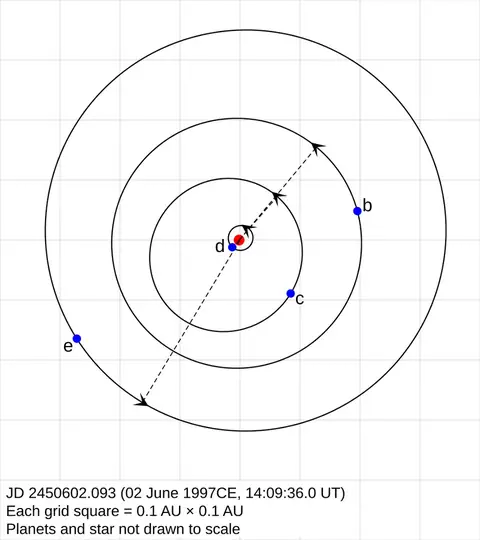 b
d
c
e
JD 2450602.093 (02 June 1997CE, 14:09:36.0 UT)
Each grid square = 0.1 AU × 0.1 AU
Planets and star not drawn to scale